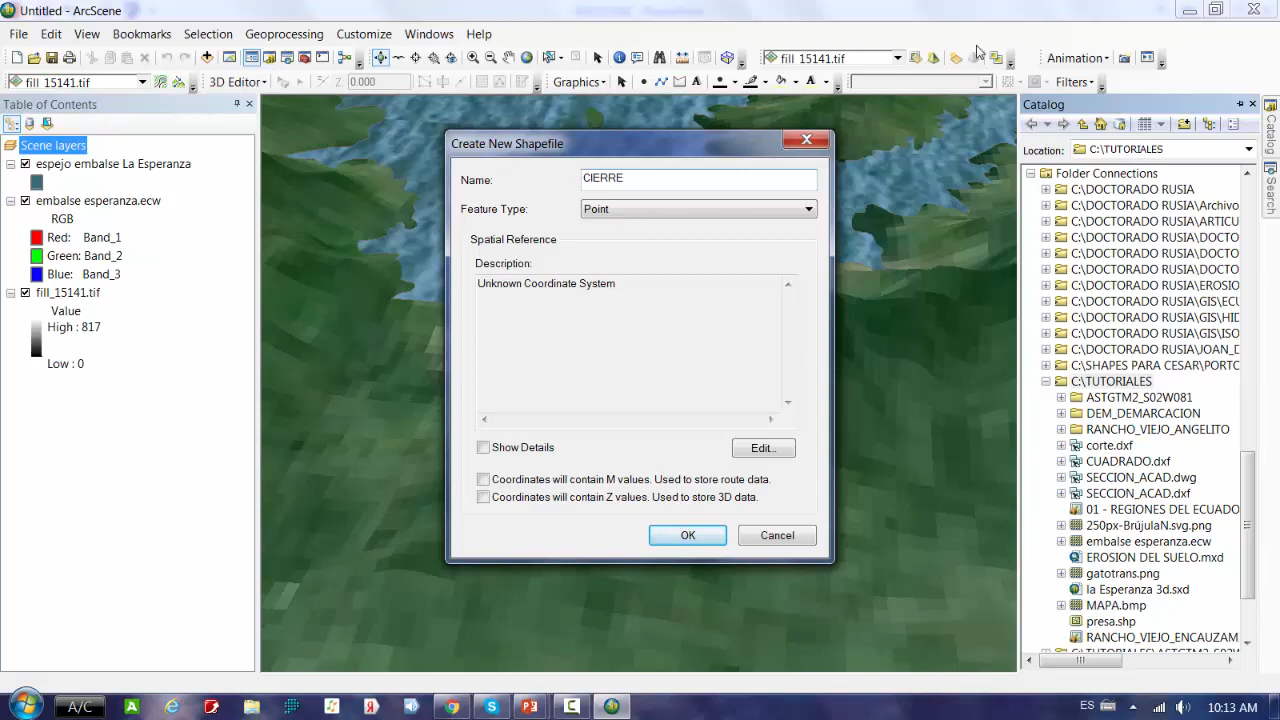 Untitled - ArcScene
File Edit View Bookmarks Selection Geoprocessing Customize Windows Help
fill_15141.tif Animation
fill_15141.tif 3D Editor 0.000 Graphics A A Filters
Table of Contents
Scene layers
espejo embalse La Esperanza
embalse esperanza.ecw
RGB
Red: Band_1
Green: Band_2
Blue: Band_3
fill_15141.tif
Value
High : 817
Low : 0
Create New Shapefile
Name: CIERRE
Feature Type: Point
Spatial Reference
Description:
Unknown Coordinate System
Show Details Edit...
Coordinates will contain M values. Used to store route data.
Coordinates will contain Z values. Used to store 3D data.
OK Cancel
Catalog
Location: C:\TUTORIALES
Folder Connections
C:\DOCTORADO RUSIA
C:\DOCTORADO RUSIA\Archivo
C:\DOCTORADO RUSIA\ARTICU
C:\DOCTORADO RUSIA\DOCTO
C:\DOCTORADO RUSIA\DOCT
C:\DOCTORADO RUSIA\DOCT
C:\DOCTORADO RUSIA\EROSIO
C:\DOCTORADO RUSIA\GIS\ECU
C:\DOCTORADO RUSIA\GIS\HID
C:\DOCTORADO RUSIA\GIS\ISO
C:\DOCTORADO RUSIA\JOAN_D
C:\SHAPES PARA CESAR\PORTO
C:\TUTORIALES
ASTGTM2_S02W081
DEM_DEMARCACION
RANCHO_VIEJO_ANGELITO
corte.dxf
CUADRADO.dxf
SECCION_ACAD.dwg
SECCION_ACAD.dxf
01 - REGIONES DEL ECUADO
250px-BrújulaN.svg.png
embalse esperanza.ecw
EROSION DEL SUELO.mxd
gatotrans.png
la Esperanza 3d.sxd
MAPA.bmp
presa.shp
RANCHO_VIEJO_ENCAUZAM
Catalog
Search
A/C ES 10:13 AM